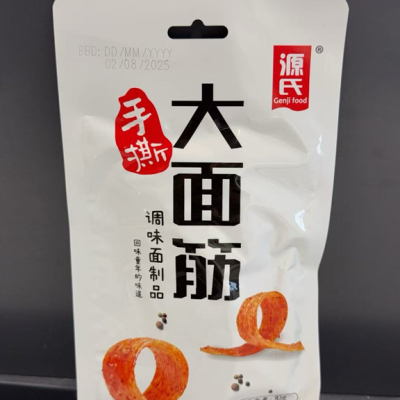 BBD: DD/MM/YYYY
02/08/2025
源氏®
Genji food
手撕
大面筋
调味面制品
回味童年的味道